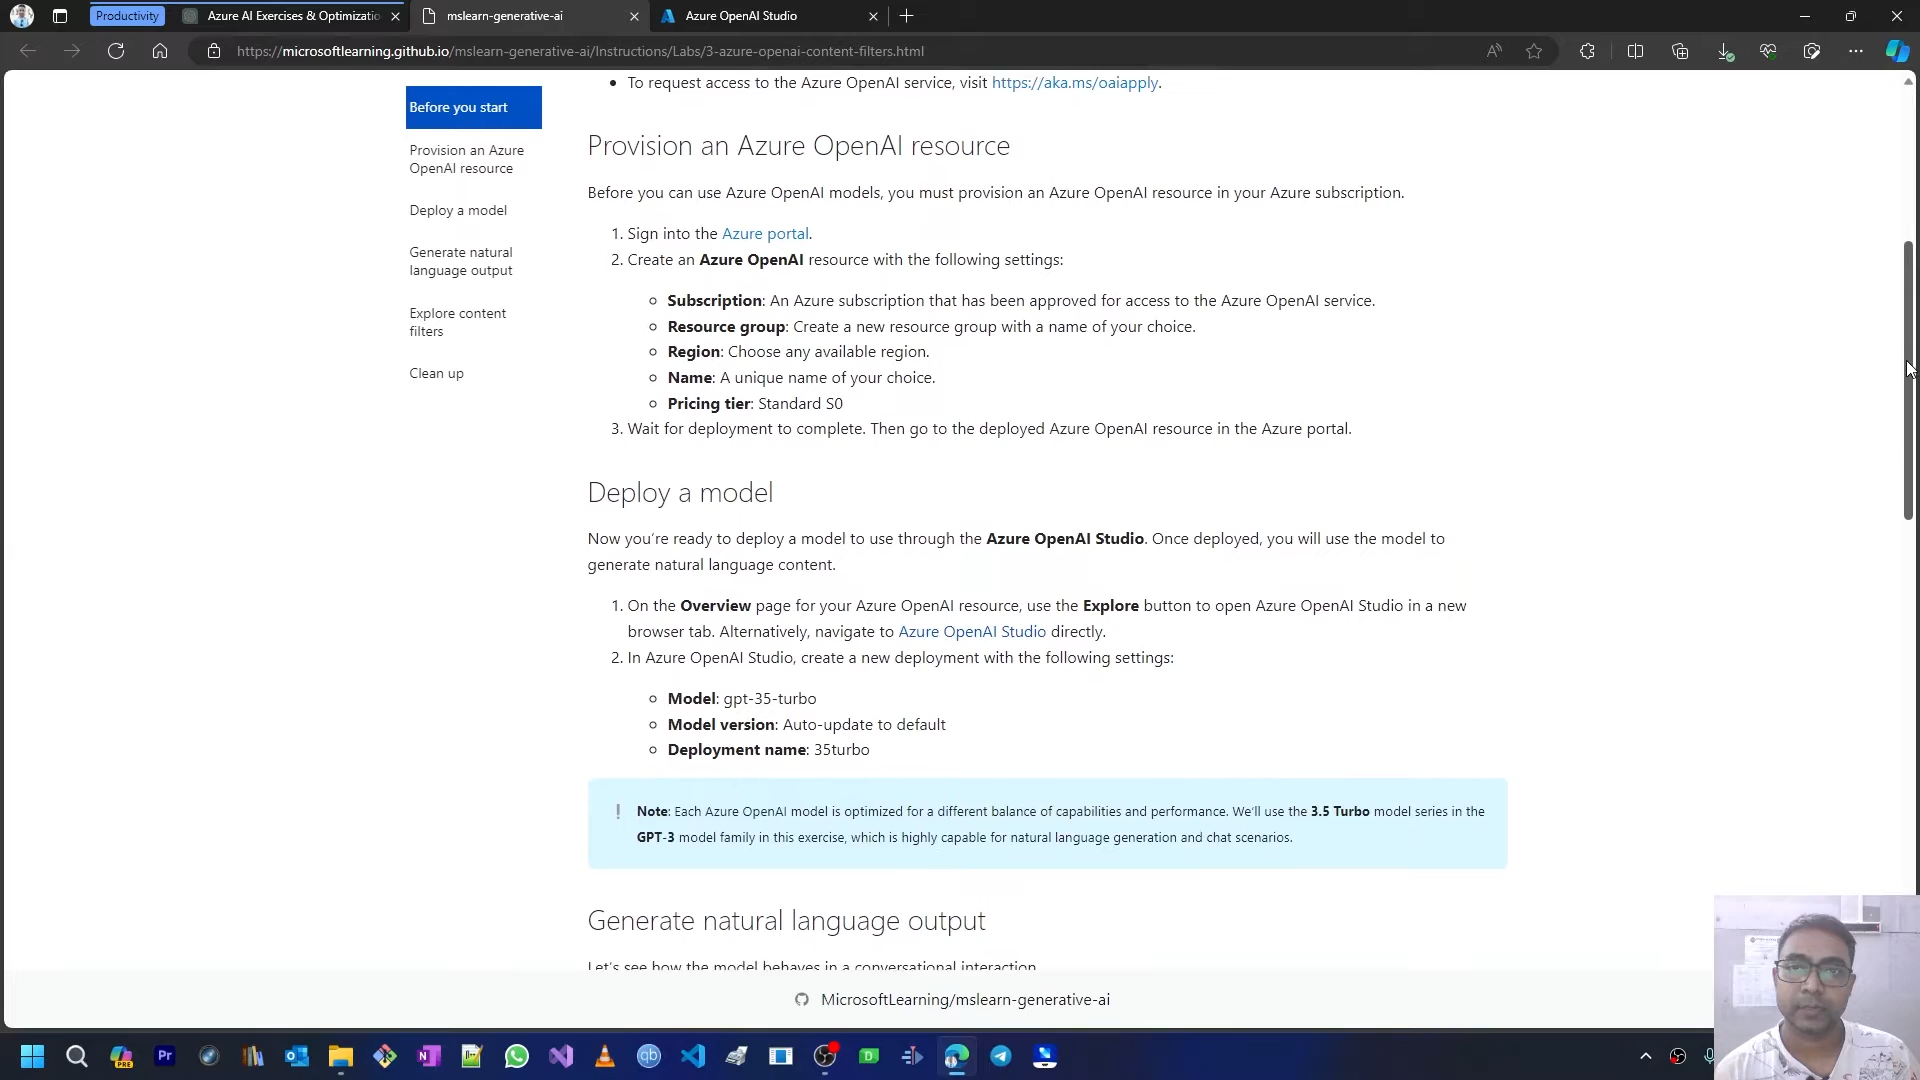 Productivity
Azure AI Exercises & Optimizatio
mslearn-generative-ai
Azure OpenAI Studio
https://microsoftlearning.github.io/mslearn-generative-ai/Instructions/Labs/3-azure-openai-content-filters.html
Before you start
Provision an Azure
OpenAI resource
Deploy a model
Generate natural
language output
Explore content
filters
Clean up
• To request access to the Azure OpenAI service, visit https://aka.ms/oaiapply.
Provision an Azure OpenAI resource
Before you can use Azure OpenAI models, you must provision an Azure OpenAI resource in your Azure subscription.
1. Sign into the Azure portal.
2. Create an Azure OpenAI resource with the following settings:
Subscription: An Azure subscription that has been approved for access to the Azure OpenAI service.
Resource group: Create a new resource group with a name of your choice.
Region: Choose any available region.
Name: A unique name of your choice.
Pricing tier: Standard S0
3. Wait for deployment to complete. Then go to the deployed Azure OpenAI resource in the Azure portal.
Deploy a model
Now you’re ready to deploy a model to use through the Azure OpenAI Studio. Once deployed, you will use the model to
generate natural language content.
1. On the Overview page for your Azure OpenAI resource, use the Explore button to open Azure OpenAI Studio in a new
browser tab. Alternatively, navigate to Azure OpenAI Studio directly.
2. In Azure OpenAI Studio, create a new deployment with the following settings:
Model: gpt-35-turbo
Model version: Auto-update to default
Deployment name: 35turbo
Note: Each Azure OpenAI model is optimized for a different balance of capabilities and performance. We’ll use the 3.5 Turbo model series in the
GPT-3 model family in this exercise, which is highly capable for natural language generation and chat scenarios.
Generate natural language output
Let’s see how the model behaves in a conversational interaction.
MicrosoftLearning/mslearn-generative-ai